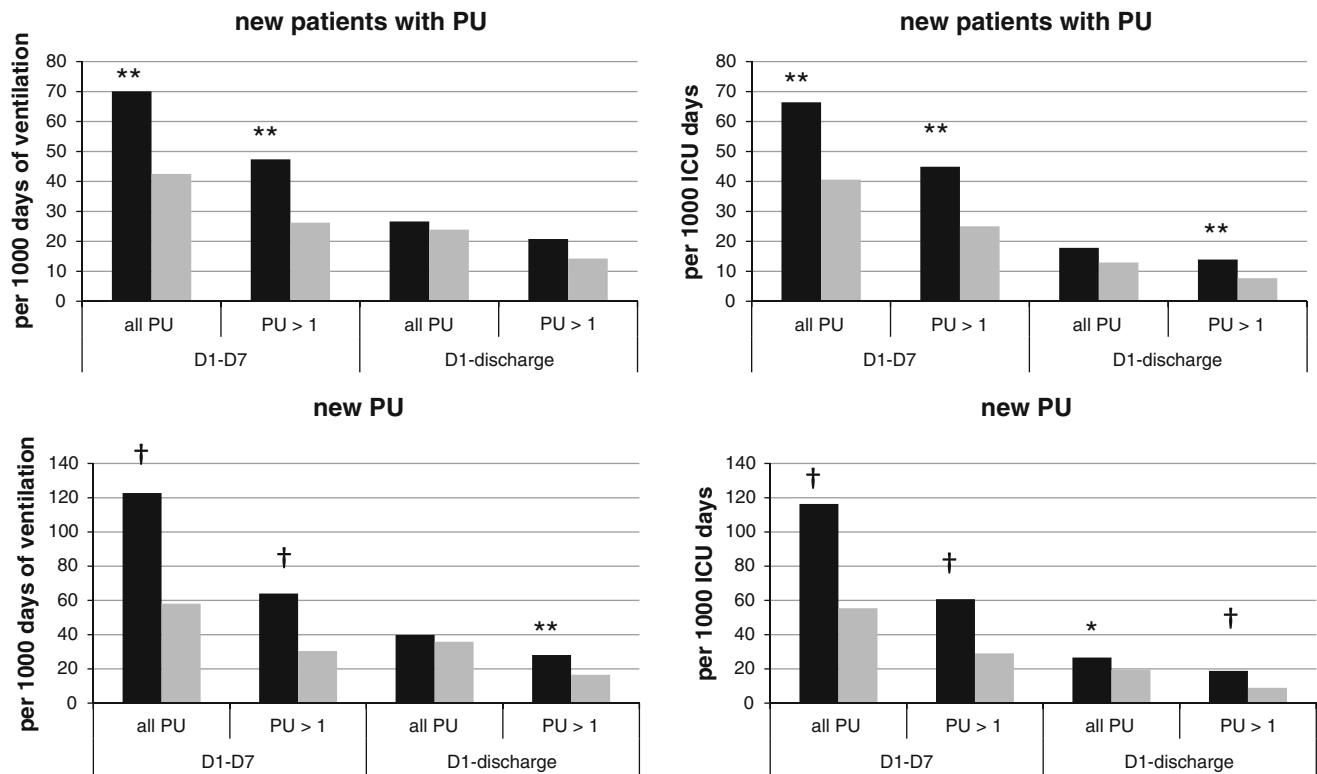 new patients with PU
per 1000 days of ventilation
80
70
60
50
40
30
20
10
0
**
**
all PU PU > 1 all PU PU > 1
D1-D7 D1-discharge
new patients with PU
per 1000 ICU days
80
70
60
50
40
30
20
10
0
**
**
**
all PU PU > 1 all PU PU > 1
D1-D7 D1-discharge
new PU
per 1000 days of ventilation
140
120
100
80
60
40
20
0
†
†
**
all PU PU > 1 all PU PU > 1
D1-D7 D1-discharge
new PU
per 1000 ICU days
140
120
100
80
60
40
20
0
†
†
*
†
all PU PU > 1 all PU PU > 1
D1-D7 D1-discharge